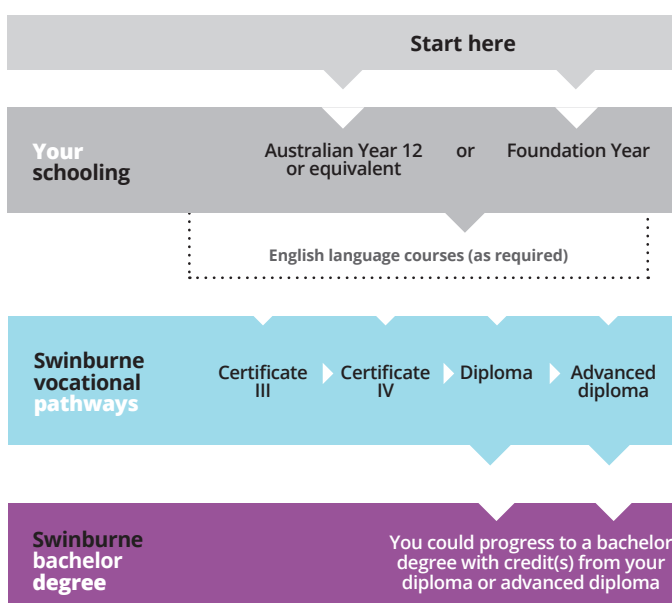 Start here
Your
schooling
Australian Year 12
or equivalent
or
Foundation Year
English language courses (as required)
Swinburne
vocational
pathways
Certificate
III
Certificate
IV
Diploma
Advanced
diploma
Swinburne
bachelor
degree
You could progress to a bachelor
degree with credit(s) from your
diploma or advanced diploma